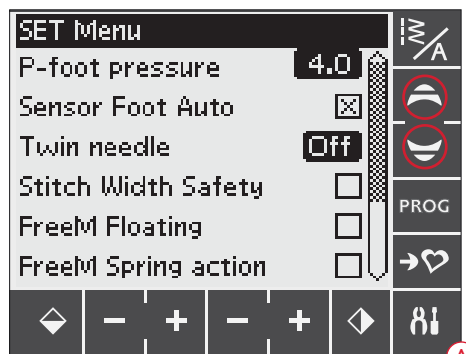 SET Menu
P-foot pressure 4.0
Sensor Foot Auto
Twin needle Off
Stitch Width Safety
FreeM Floating
FreeM Spring action
A
PROG
- + - +
A